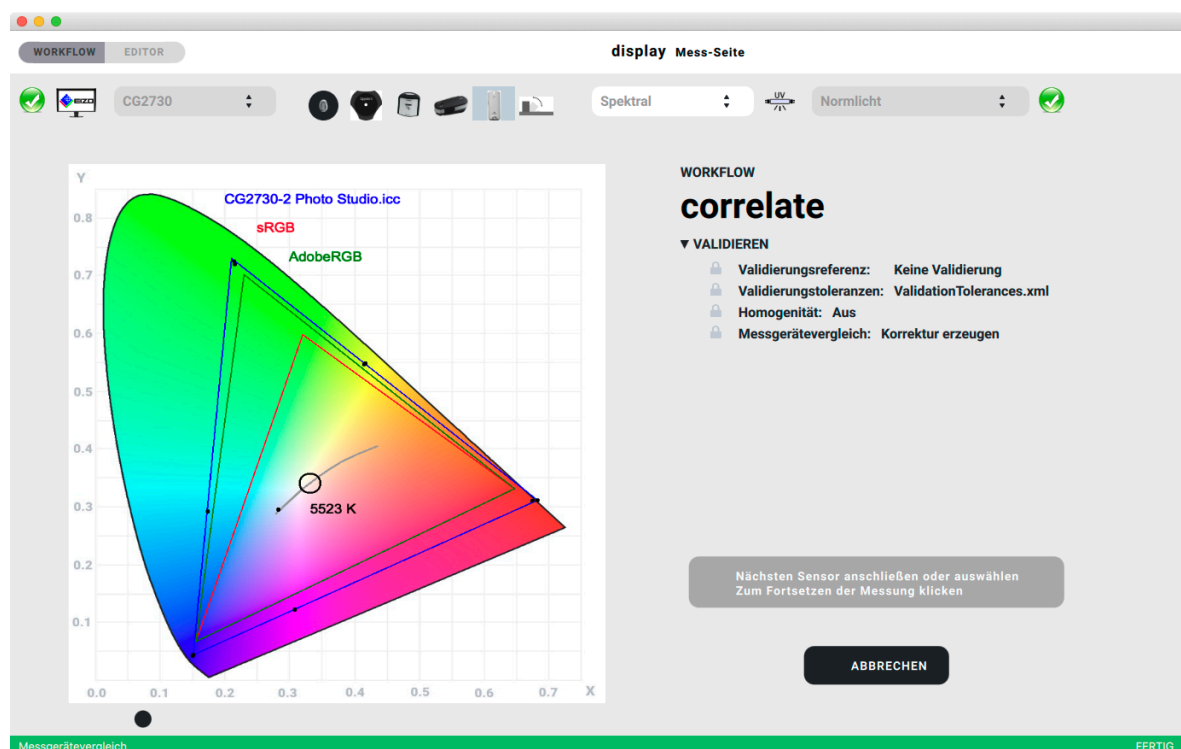 WORKFLOW EDITOR display Mess-Seite
EIZO CG2730 Spektral UV Normlicht
Y
CG2730-2 Photo Studio.icc
sRGB
AdobeRGB
0.8
0.7
0.6
0.5
0.4
0.3
0.2
0.1
5523 K
0.0 0.1 0.2 0.3 0.4 0.5 0.6 0.7 X
WORKFLOW
correlate
▼ VALIDIEREN
Validierungsreferenz: Keine Validierung
Validierungstoleranzen: ValidationTolerances.xml
Homogenität: Aus
Messgerätevergleich: Korrektur erzeugen
Nächsten Sensor anschließen oder auswählen
Zum Fortsetzen der Messung klicken
ABBRECHEN
Messgerätevergleich FERTIG